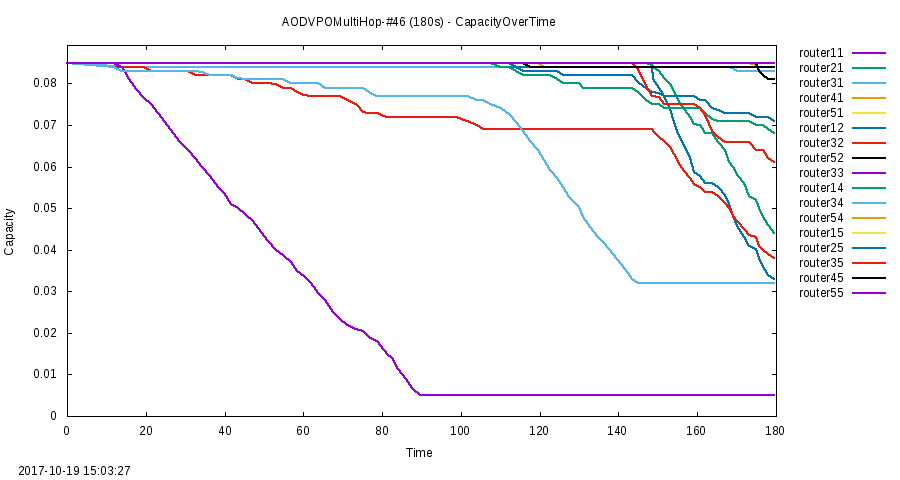 AODVPOMultiHop-#46 (180s) - CapacityOverTime
router11
router21
router31
router41
router51
router12
router32
router52
router33
router14
router34
router54
router15
router25
router35
router45
router55
0.08
0.07
0.06
0.05
0.04
0.03
0.02
0.01
0
Capacity
0 20 40 60 80 100 120 140 160 180
Time
2017-10-19 15:03:27